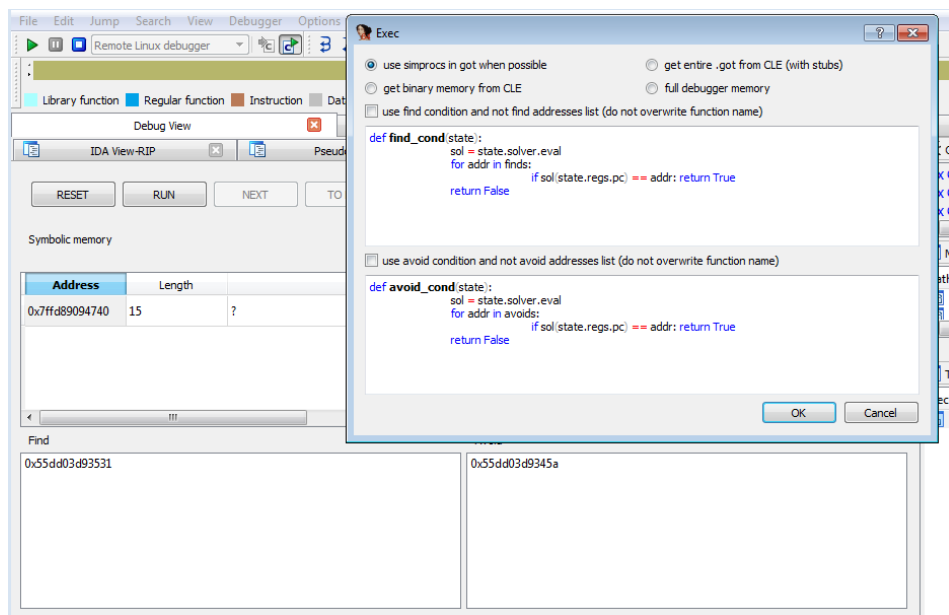 File Edit Jump Search View Debugger Options
Exec
Remote Linux debugger
use simprocs in got when possible
get entire .got from CLE (with stubs)
get binary memory from CLE
full debugger memory
Library function Regular function Instruction Dat
use find condition and not find addresses list (do not overwrite function name)
Debug View
def find_cond(state):
sol = state.solver.eval
for addr in finds:
if sol(state.regs.pc) == addr: return True
return False
IDA View-RIP
Pseud
RESET RUN NEXT TO
Symbolic memory
use avoid condition and not avoid addresses list (do not overwrite function name)
Address Length
0x7ffd89094740 15 ?
def avoid_cond(state):
sol = state.solver.eval
for addr in avoids:
if sol(state.regs.pc) == addr: return True
return False
OK Cancel
Find
0x55dd03d93531
0x55dd03d9345a